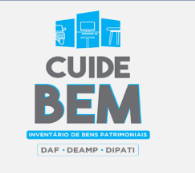 CUIDE
BEM
INVENTÁRIO DE BENS PATRIMONIAIS
DAF • DEAMP • DIPATI